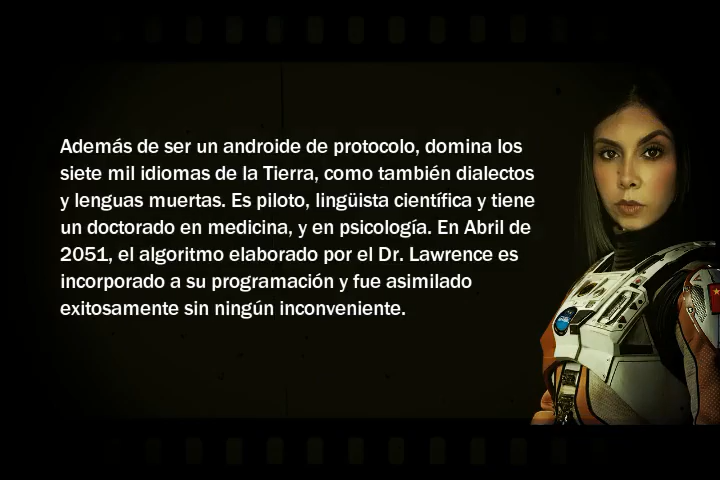 Además de ser un androide de protocolo, domina los
siete mil idiomas de la Tierra, como también dialectos
y lenguas muertas. Es piloto, lingüista científica y tiene
un doctorado en medicina, y en psicología. En Abril de
2051, el algoritmo elaborado por el Dr. Lawrence es
incorporado a su programación y fue asimilado
exitosamente sin ningún inconveniente.